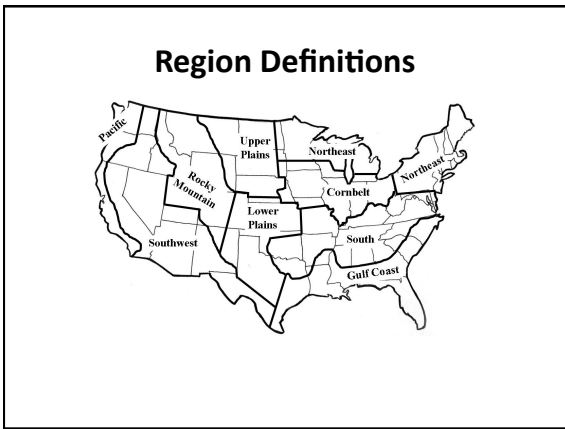 Region Definitions
Pacific
Upper
Plains
Northeast
Northeast
Rocky
Mountain
Cornbelt
Lower
Plains
Southwest
South
Gulf Coast